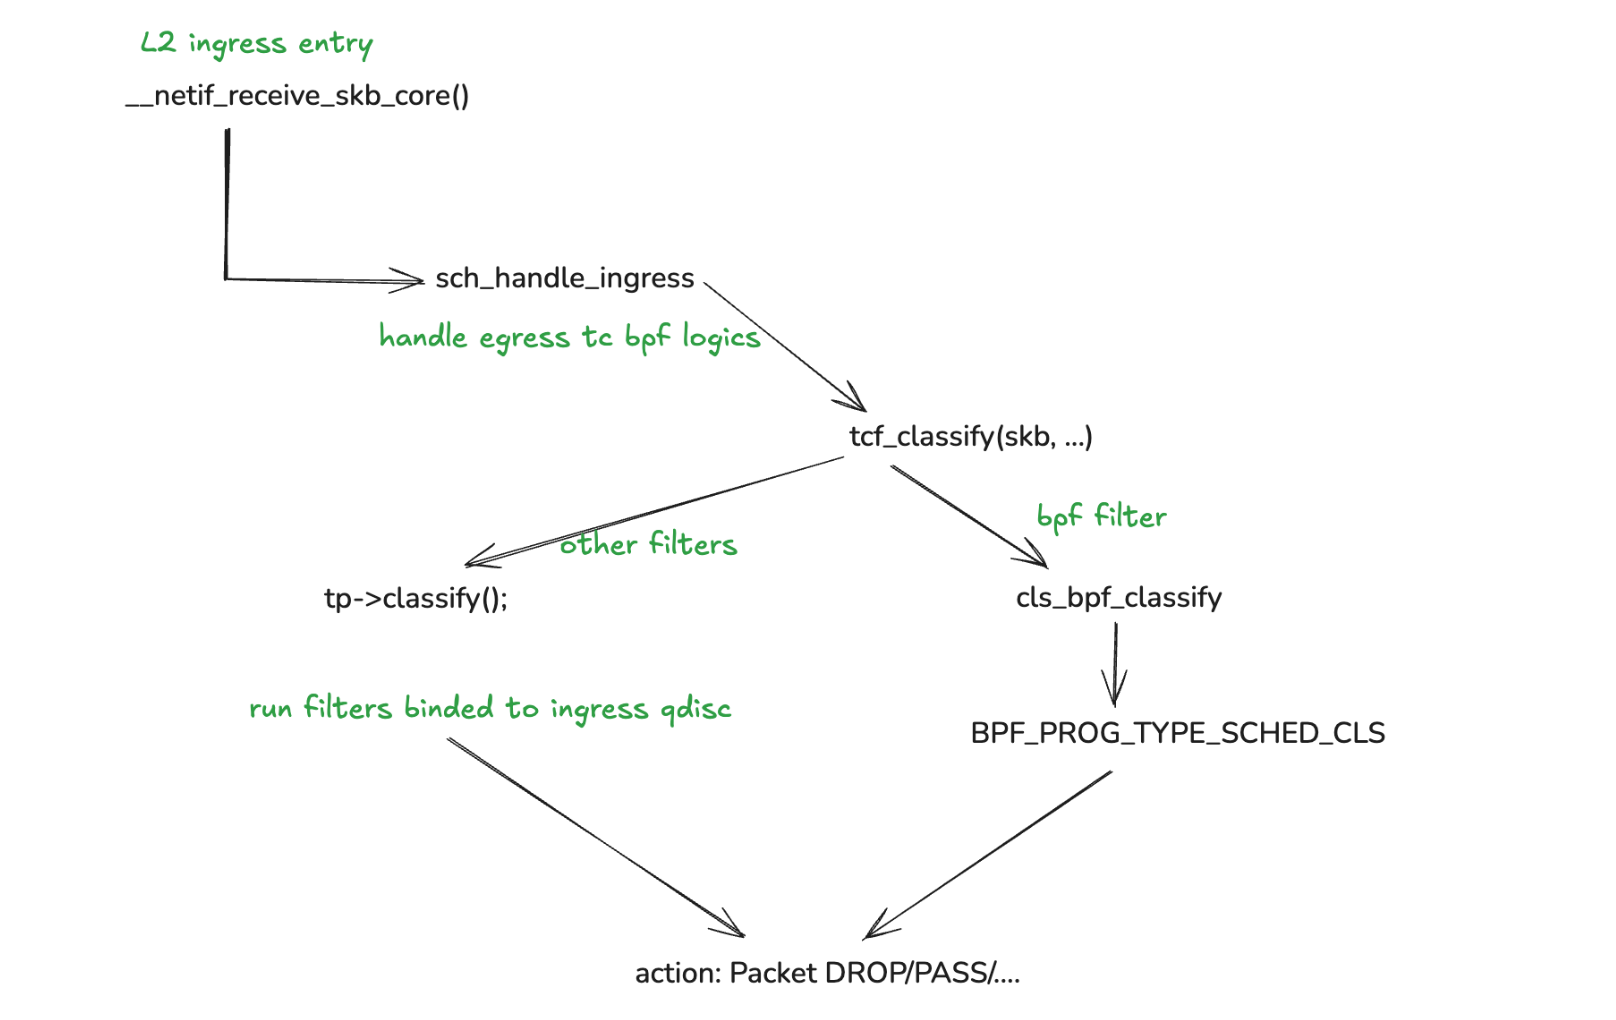 L2 ingress entry
__netif_receive_skb_core()
sch_handle_ingress
handle egress tc bpf logics
tcf_classify(skb, ...)
bpf filter
other filters
tp->classify();
cls_bpf_classify
run filters binded to ingress qdisc
BPF_PROG_TYPE_SCHED_CLS
action: Packet DROP/PASS/....